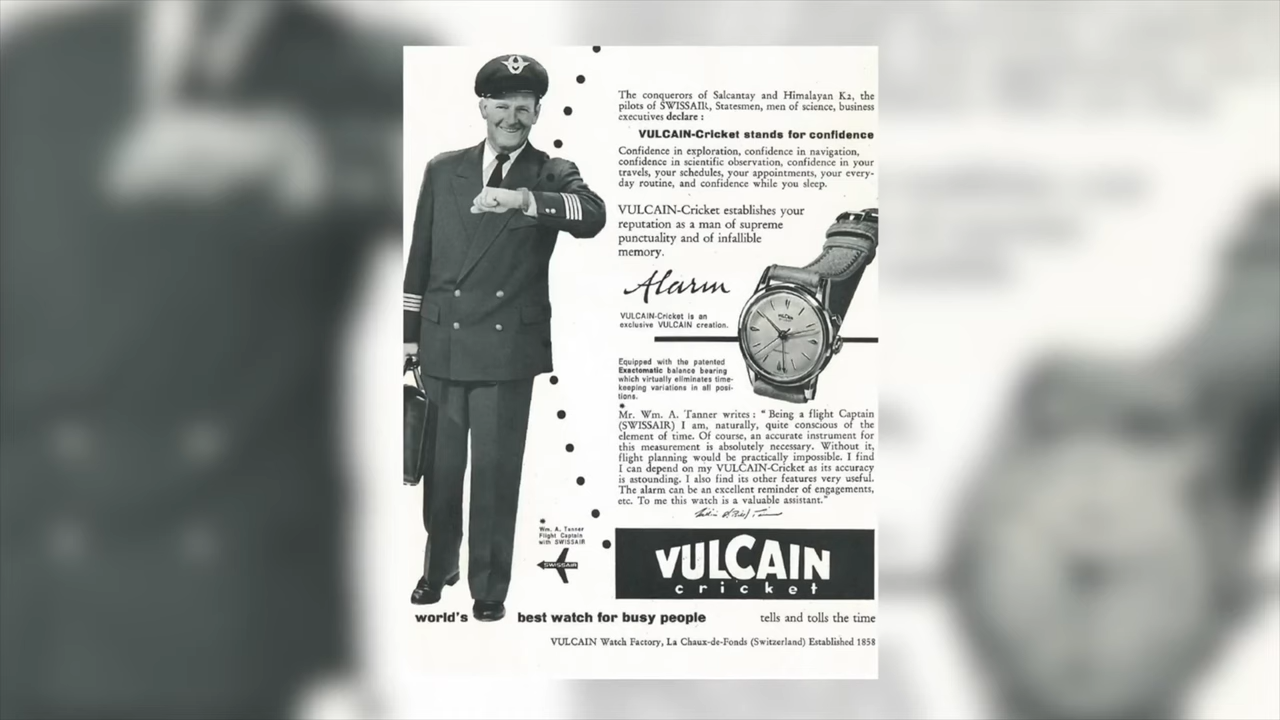 The conquerors of Salcantay and Himalayan K2, the
pilots of SWISSAIR, Statesmen, men of science, business
executives declare :
VULCAIN-Cricket stands for confidence
Confidence in exploration, confidence in navigation,
confidence in scientific observation, confidence in your
travels, your schedules, your appointments, your every-
day routine, and confidence while you sleep.
VULCAIN-Cricket establishes your
reputation as a man of supreme
punctuality and of infallible
memory.
Alarm
VULCAIN-Cricket is an
exclusive VULCAIN creation.
VULCAIN
Equipped with the patented
Exactomatic balance bearing
which virtually eliminates time-
keeping variations in all posi-
tions.
*
Mr. Wm. A. Tanner writes : " Being a flight Captain
(SWISSAIR) I am, naturally, quite conscious of the
element of time. Of course, an accurate instrument for
this measurement is absolutely necessary. Without it,
flight planning would be practically impossible. I find
I can depend on my VULCAIN-Cricket as its accuracy
is astounding. I also find its other features very useful.
The alarm can be an excellent reminder of engagements,
etc. To me this watch is a valuable assistant."
*
Wm. A. Tanner
Flight Captain
with SWISSAIR
SWISSAIR
VULCAIN
cricket
world's best watch for busy people
tells and tolls the time
VULCAIN Watch Factory, La Chaux-de-Fonds (Switzerland) Established 1858